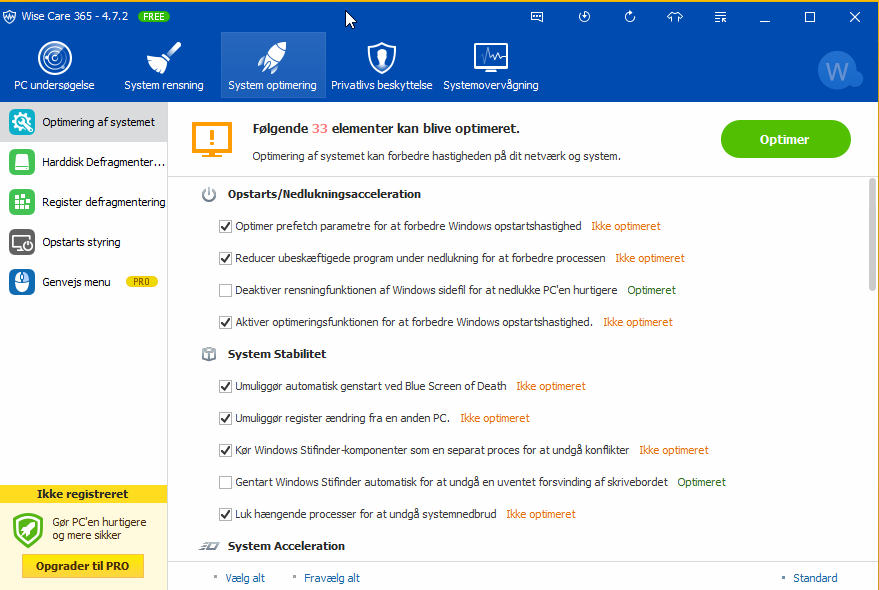 Wise Care 365 - 4.7.2 FREE
PC undersøgelse
System rensning
System optimering
Privatlivs beskyttelse
Systemovervågning
W
Optimering af systemet
Harddisk Defragmenter...
Register defragmentering
Opstarts styring
Genvejs menu PRO
Følgende 33 elementer kan blive optimeret.
Optimering af systemet kan forbedre hastigheden på dit netværk og system.
Optimer
Opstarts/Nedlukningsacceleration
Optimer prefetch parametre for at forbedre Windows opstartshastighed Ikke optimeret
Reducer ubeskæftigede program under nedlukning for at forbedre processen Ikke optimeret
Deaktiver rensningfunktionen af Windows sidefil for at nedlukke PC'en hurtigere Optimeret
Aktiver optimeringsfunktionen for at forbedre Windows opstartshastighed. Ikke optimeret
System Stabilitet
Umuliggør automatisk genstart ved Blue Screen of Death Ikke optimeret
Umuliggør register ændring fra en anden PC. Ikke optimeret
Kør Windows Stifinder-komponenter som en separat proces for at undgå konflikter Ikke optimeret
Gentart Windows Stifinder automatisk for at undgå en uventet forsvinding af skrivebordet Optimeret
Luk hængende processer for at undgå systemnedbrud Ikke optimeret
System Acceleration
Ikke registreret
Gør PC'en hurtigere
og mere sikker
Opgrader til PRO
Vælg alt
Fravælg alt
Standard